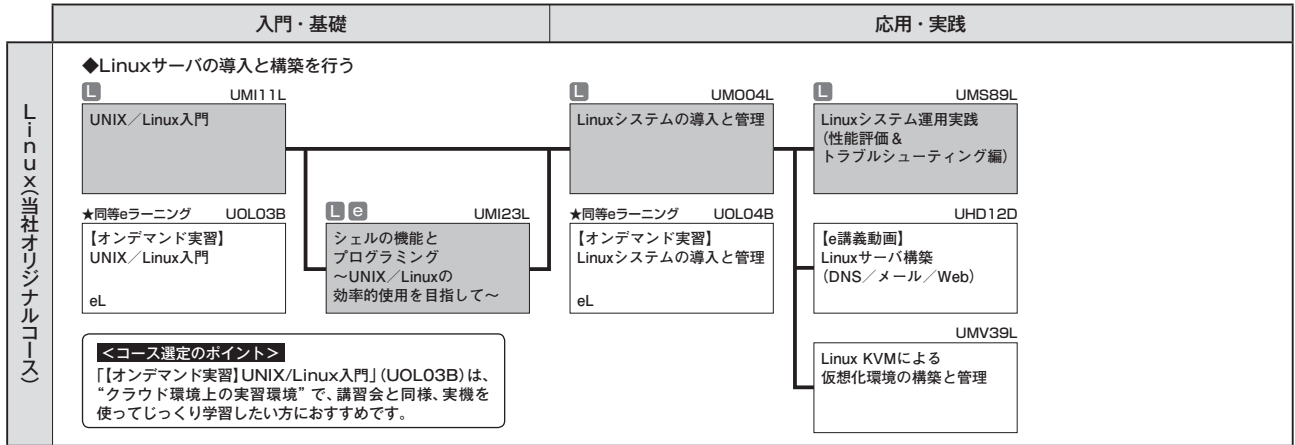 入門・基礎
応用・実践
Linux(当社オリジナルコース)
◆Linuxサーバの導入と構築を行う
L
UMI11L
UNIX／Linux入門
★同等eラーニング
UOL03B
【オンデマンド実習】
UNIX／Linux入門
eL
L e
UMI23L
シェルの機能と
プログラミング
～UNIX／Linuxの
効率的使用を目指して～
L
UMO04L
Linuxシステムの導入と管理
★同等eラーニング
UOL04B
【オンデマンド実習】
Linuxシステムの導入と管理
eL
L
UMS89L
Linuxシステム運用実践
（性能評価＆
トラブルシューティング編）
UHD12D
【e講義動画】
Linuxサーバ構築
（DNS／メール／Web）
UMV39L
Linux KVMによる
仮想化環境の構築と管理
＜コース選定のポイント＞
「【オンデマンド実習】UNIX/Linux入門」（UOL03B）は、
“クラウド環境上の実習環境”で、講習会と同様、実機を
使ってじっくり学習したい方におすすめです。